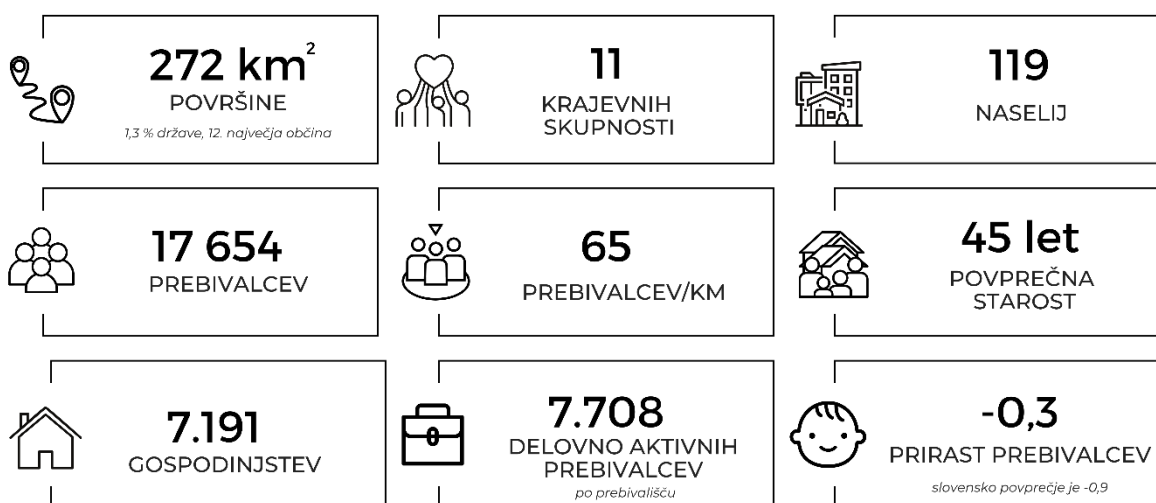 272 km²
POVRŠINE
1,3 % države, 12. največja občina
11
KRAJEVNIH
SKUPNOSTI
119
NASELIJ
17 654
PREBIVALCEV
65
PREBIVALCEV/KM
45 let
POVPREČNA
STAROST
7.191
GOSPODINJSTEV
7.708
DELOVNO AKTIVNIH
PREBIVALCEV
po prebivališču
-0,3
PRIRAST PREBIVALCEV
slovensko povprečje je -0,9